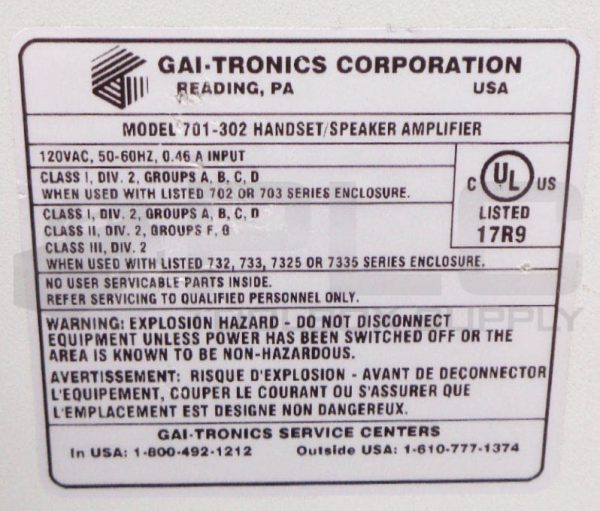 GAI-TRONICS CORPORATION
READING, PA USA
MODEL 701-302 HANDSET/SPEAKER AMPLIFIER
120VAC, 50-60HZ, 0.46 A INPUT
CLASS I, DIV. 2, GROUPS A, B, C, D
WHEN USED WITH LISTED 702 OR 703 SERIES ENCLOSURE.
CLASS I, DIV. 2, GROUPS A, B, C, D
CLASS II, DIV. 2, GROUPS F, G
CLASS III, DIV. 2
WHEN USED WITH LISTED 732, 733, 7325 OR 7335 SERIES ENCLOSURE.
C UL US
LISTED
17R9
NO USER SERVICABLE PARTS INSIDE.
REFER SERVICING TO QUALIFIED PERSONNEL ONLY.
WARNING: EXPLOSION HAZARD - DO NOT DISCONNECT
EQUIPMENT UNLESS POWER HAS BEEN SWITCHED OFF OR THE
AREA IS KNOWN TO BE NON-HAZARDOUS.
AVERTISSEMENT: RISQUE D'EXPLOSION - AVANT DE DECONNECTOR
L'EQUIPEMENT, COUPER LE COURANT OU S'ASSURER QUE
L'EMPLACEMENT EST DESIGNE NON DANGEREUX.
GAI-TRONICS SERVICE CENTERS
In USA: 1-800-492-1212 Outside USA: 1-610-777-1374